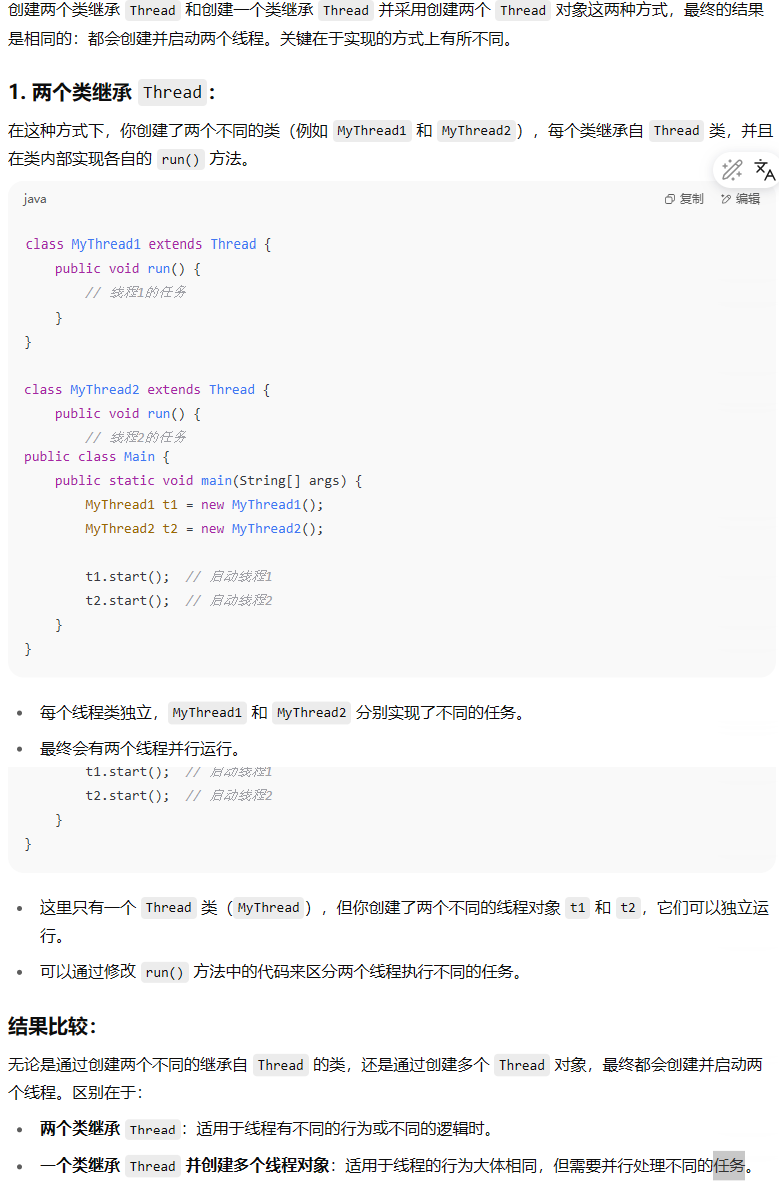 创建两个类继承 Thread 和创建一个类继承 Thread 并采用创建两个 Thread 对象这两种方式，最终的结果
是相同的：都会创建并启动两个线程。关键在于实现的方式上有所不同。
1. 两个类继承 Thread：
在这种方式下，你创建了两个不同的类（例如 MyThread1 和 MyThread2），每个类继承自 Thread 类，并且
在类内部实现各自的 run() 方法。
java 复制 编辑
class MyThread1 extends Thread {
    public void run() {
        // 线程1的任务
    }
}
class MyThread2 extends Thread {
    public void run() {
        // 线程2的任务
public class Main {
    public static void main(String[] args) {
        MyThread1 t1 = new MyThread1();
        MyThread2 t2 = new MyThread2();
        t1.start();  // 启动线程1
        t2.start();  // 启动线程2
    }
}
• 每个线程类独立，MyThread1 和 MyThread2 分别实现了不同的任务。
• 最终会有两个线程并行运行。
        t1.start();  // 启动线程1
        t2.start();  // 启动线程2
    }
}
• 这里只有一个 Thread 类（MyThread），但你创建了两个不同的线程对象 t1 和 t2，它们可以独立运
行。
• 可以通过修改 run() 方法中的代码来区分两个线程执行不同的任务。
结果比较：
无论是通过创建两个不同的继承自 Thread 的类，还是通过创建多个 Thread 对象，最终都会创建并启动两
个线程。区别在于：
• 两个类继承 Thread：适用于线程有不同的行为或不同的逻辑时。
• 一个类继承 Thread 并创建多个线程对象：适用于线程的行为大体相同，但需要并行处理不同的任务。